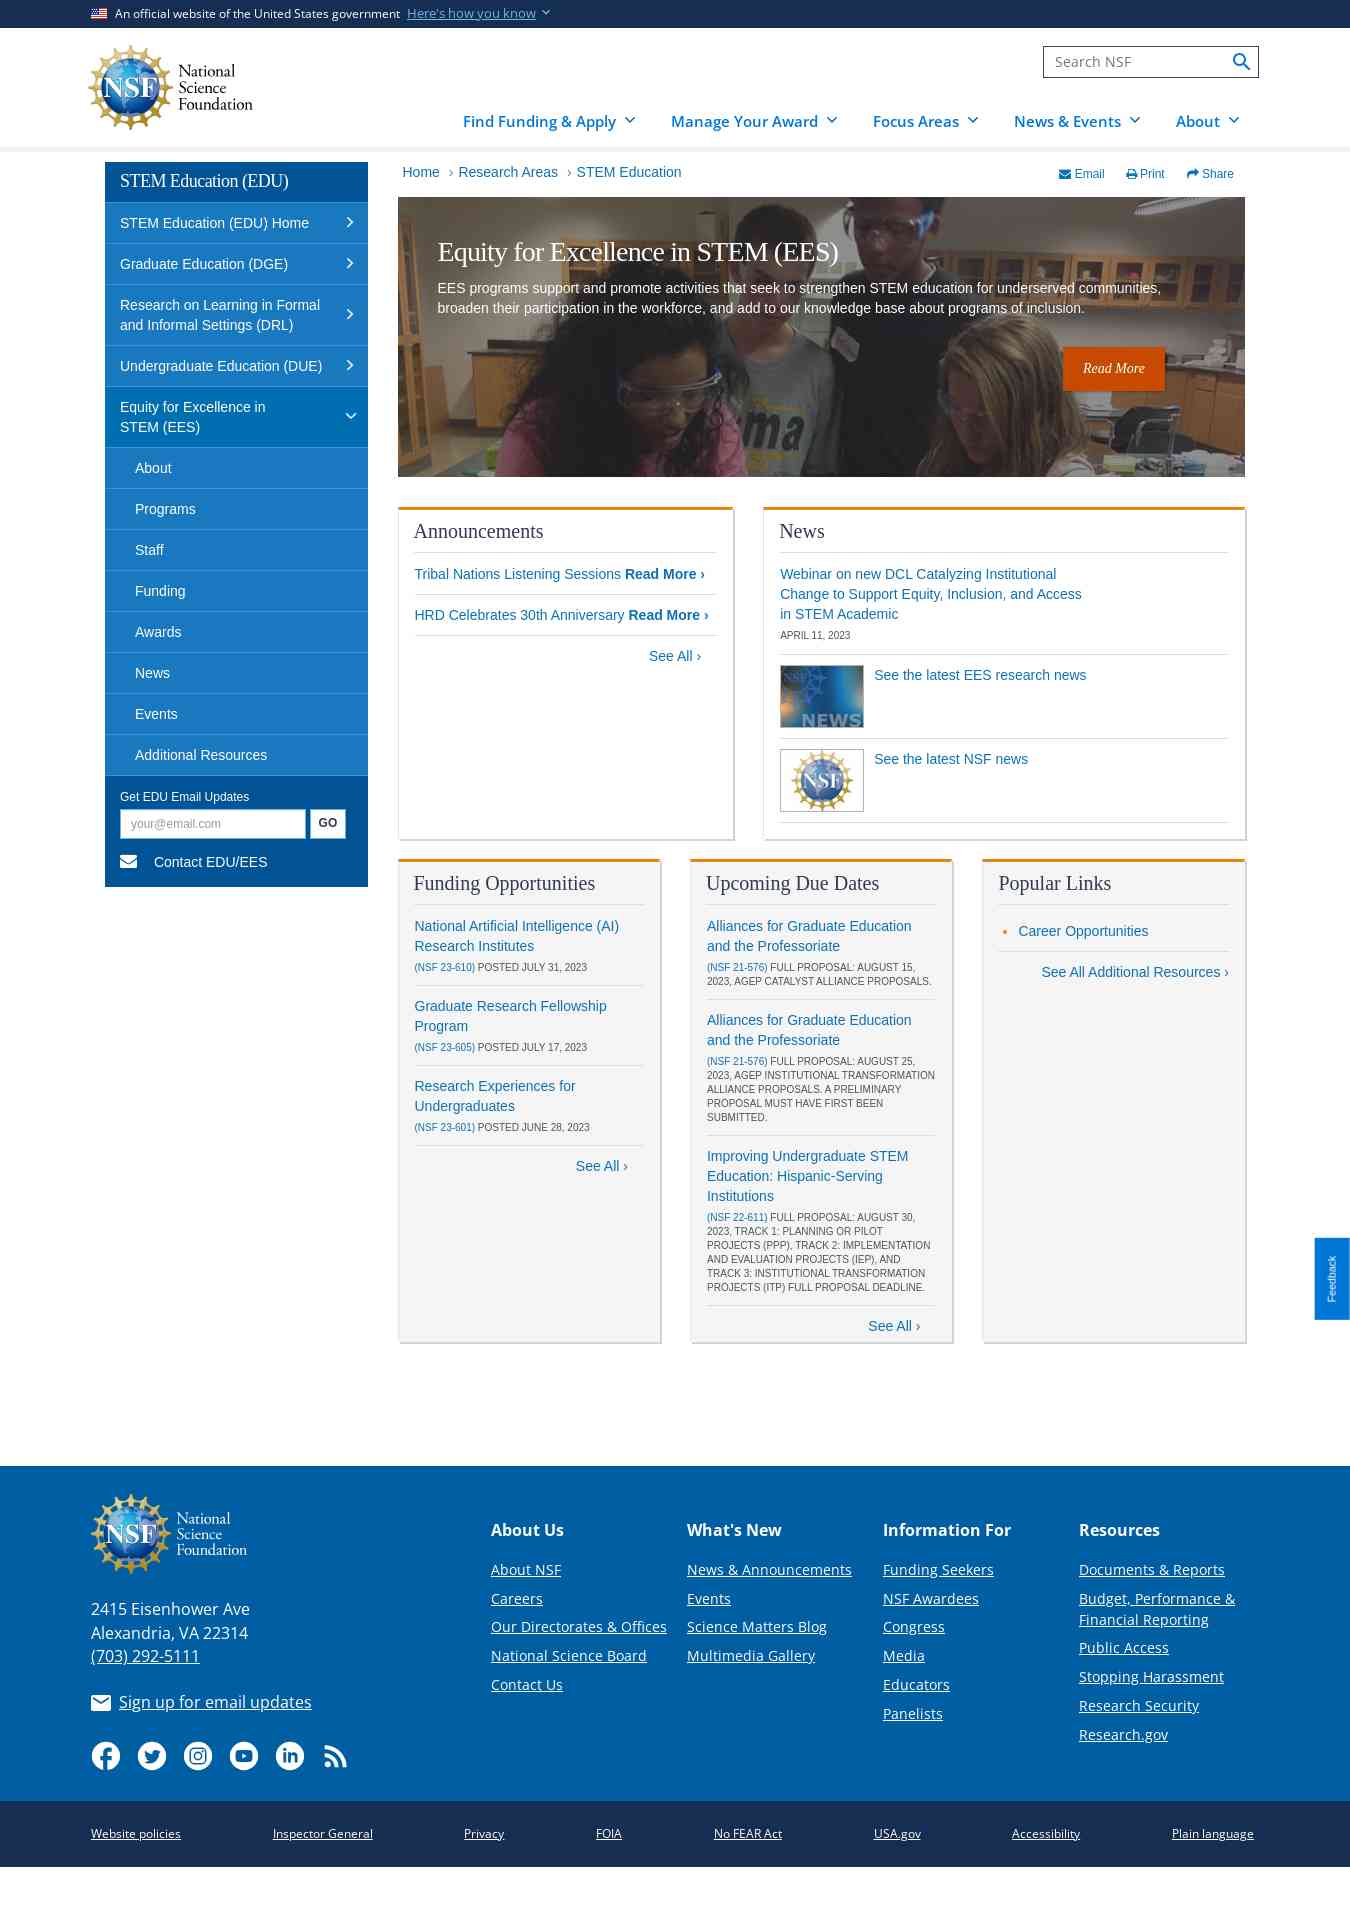 An official website of the United States government Here's how you know
NSF
National
Science
Foundation
Search NSF
Find Funding & Apply Manage Your Award Focus Areas News & Events About
STEM Education (EDU)
STEM Education (EDU) Home
Graduate Education (DGE)
Research on Learning in Formal
and Informal Settings (DRL)
Undergraduate Education (DUE)
Equity for Excellence in
STEM (EES)
About
Programs
Staff
Funding
Awards
News
Events
Additional Resources
Get EDU Email Updates
your@email.com GO
Contact EDU/EES
Home › Research Areas › STEM Education
Email Print Share
Equity for Excellence in STEM (EES)
EES programs support and promote activities that seek to strengthen STEM education for underserved communities,
broaden their participation in the workforce, and add to our knowledge base about programs of inclusion.
Read More
Announcements
Tribal Nations Listening Sessions Read More ›
HRD Celebrates 30th Anniversary Read More ›
See All ›
News
Webinar on new DCL Catalyzing Institutional
Change to Support Equity, Inclusion, and Access
in STEM Academic
APRIL 11, 2023
NSF
NEWS
See the latest EES research news
NSF
See the latest NSF news
Funding Opportunities
National Artificial Intelligence (AI)
Research Institutes
(NSF 23-610) POSTED JULY 31, 2023
Graduate Research Fellowship
Program
(NSF 23-605) POSTED JULY 17, 2023
Research Experiences for
Undergraduates
(NSF 23-601) POSTED JUNE 28, 2023
See All ›
Upcoming Due Dates
Alliances for Graduate Education
and the Professoriate
(NSF 21-576) FULL PROPOSAL: AUGUST 15,
2023, AGEP CATALYST ALLIANCE PROPOSALS.
Alliances for Graduate Education
and the Professoriate
(NSF 21-576) FULL PROPOSAL: AUGUST 25,
2023, AGEP INSTITUTIONAL TRANSFORMATION
ALLIANCE PROPOSALS. A PRELIMINARY
PROPOSAL MUST HAVE FIRST BEEN
SUBMITTED.
Improving Undergraduate STEM
Education: Hispanic-Serving
Institutions
(NSF 22-611) FULL PROPOSAL: AUGUST 30,
2023, TRACK 1: PLANNING OR PILOT
PROJECTS (PPP), TRACK 2: IMPLEMENTATION
AND EVALUATION PROJECTS (IEP), AND
TRACK 3: INSTITUTIONAL TRANSFORMATION
PROJECTS (ITP) FULL PROPOSAL DEADLINE.
See All ›
Popular Links
• Career Opportunities
See All Additional Resources ›
Feedback
NSF
National
Science
Foundation
2415 Eisenhower Ave
Alexandria, VA 22314
(703) 292-5111
Sign up for email updates
About Us
About NSF
Careers
Our Directorates & Offices
National Science Board
Contact Us
What's New
News & Announcements
Events
Science Matters Blog
Multimedia Gallery
Information For
Funding Seekers
NSF Awardees
Congress
Media
Educators
Panelists
Resources
Documents & Reports
Budget, Performance &
Financial Reporting
Public Access
Stopping Harassment
Research Security
Research.gov
Website policies Inspector General Privacy FOIA No FEAR Act USA.gov Accessibility Plain language